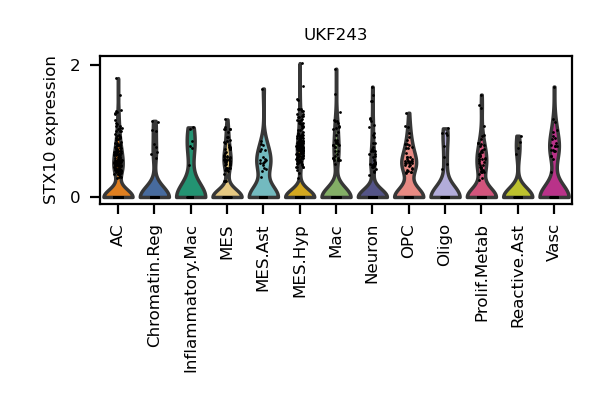 UKF243
STX10 expression
2
0
AC
Chromatin.Reg
Inflammatory.Mac
MES
MES.Ast
MES.Hyp
Mac
Neuron
OPC
Oligo
Prolif.Metab
Reactive.Ast
Vasc